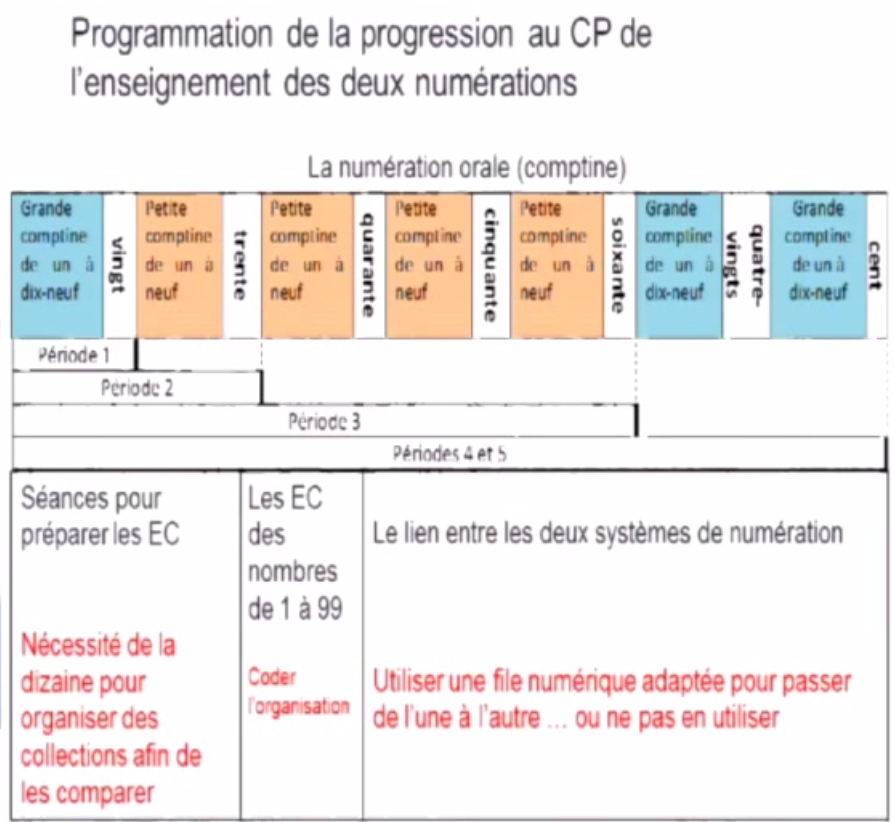 Programmation de la progression au CP de
l'enseignement des deux numérations
La numération orale (comptine)
Grande
comptine
de un à
dix-neuf
vingt
Petite
comptine
de un à
neuf
trente
Petite
comptine
de un à
neuf
quarante
Petite
comptine
de un à
neuf
cinquante
Petite
comptine
de un à
neuf
soixante
Grande
comptine
de un à
dix-neuf
quatre-
vingts
Grande
comptine
de un à
dix-neuf
cent
Période 1
Période 2
Période 3
Périodes 4 et 5
Séances pour
préparer les EC
Nécessité de la
dizaine pour
organiser des
collections afin de
les comparer
Les EC
des
nombres
de 1 à 99
Coder
l'organisation
Le lien entre les deux systèmes de numération
Utiliser une file numérique adaptée pour passer
de l'une à l'autre ... ou ne pas en utiliser